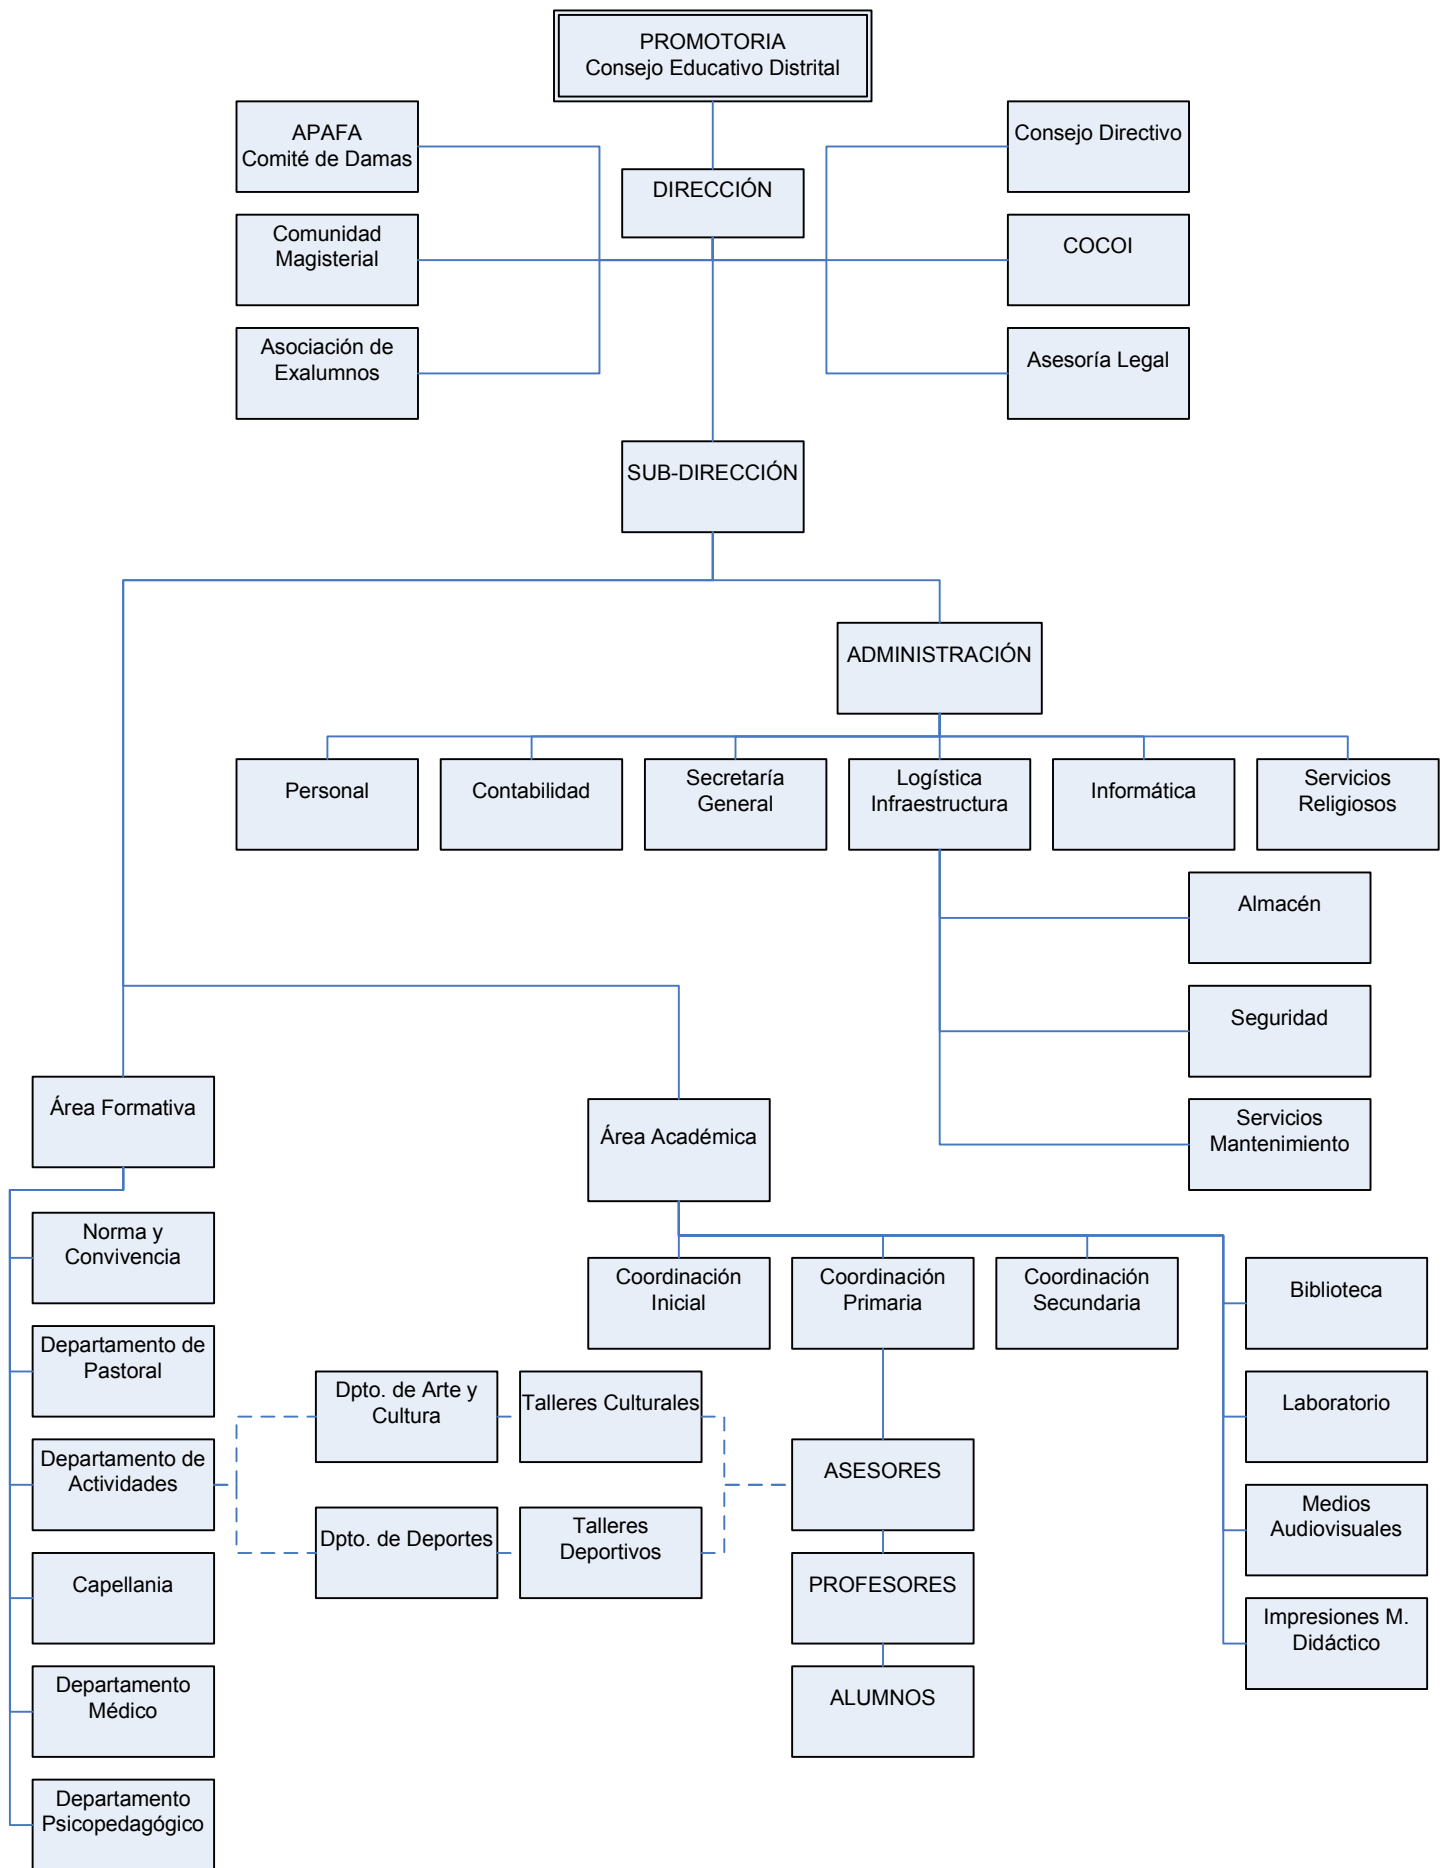 PROMOTORIA
Consejo Educativo Distrital
APAFA
Comité de Damas
Consejo Directivo
DIRECCIÓN
Comunidad
Magisterial
COCOI
Asociación de
Exalumnos
Asesoría Legal
SUB-DIRECCIÓN
ADMINISTRACIÓN
Personal
Contabilidad
Secretaría
General
Logística
Infraestructura
Informática
Servicios
Religiosos
Almacén
Seguridad
Servicios
Mantenimiento
Área Formativa
Área Académica
Norma y
Convivencia
Departamento de
Pastoral
Departamento de
Actividades
Capellania
Departamento
Médico
Departamento
Psicopedagógico
Dpto. de Arte y
Cultura
Talleres Culturales
Dpto. de Deportes
Talleres
Deportivos
Coordinación
Inicial
Coordinación
Primaria
Coordinación
Secundaria
ASESORES
PROFESORES
ALUMNOS
Biblioteca
Laboratorio
Medios
Audiovisuales
Impresiones M.
Didáctico